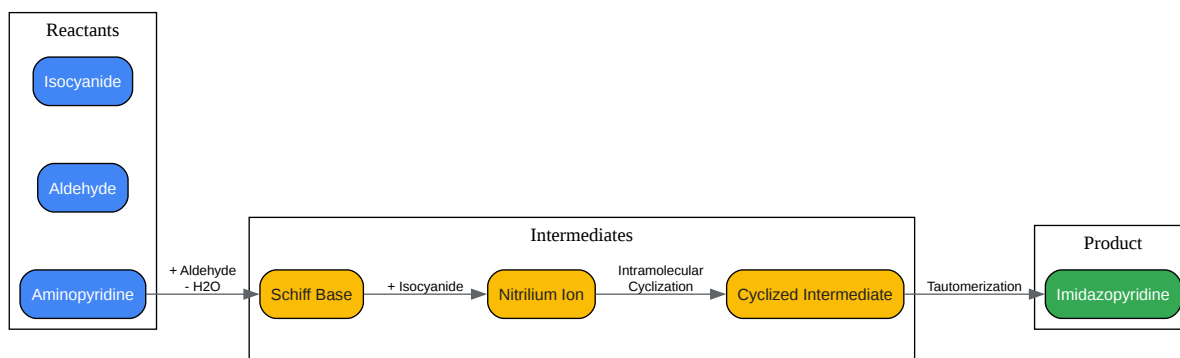 Reactants
Isocyanide
Aldehyde
Aminopyridine
+ Aldehyde
- H2O
Intermediates
Schiff Base
+ Isocyanide
Nitrilium Ion
Intramolecular
Cyclization
Cyclized Intermediate
Tautomerization
Product
Imidazopyridine